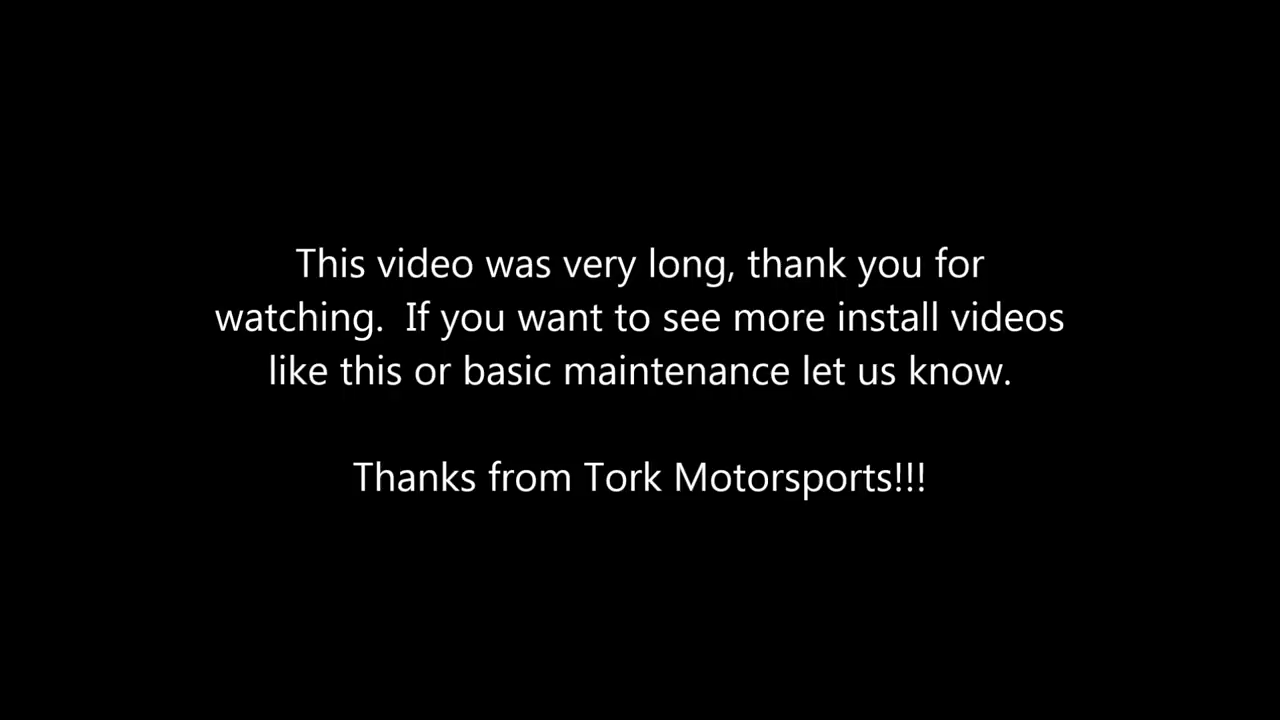 This video was very long, thank you for
watching.  If you want to see more install videos
like this or basic maintenance let us know.
Thanks from Tork Motorsports!!!